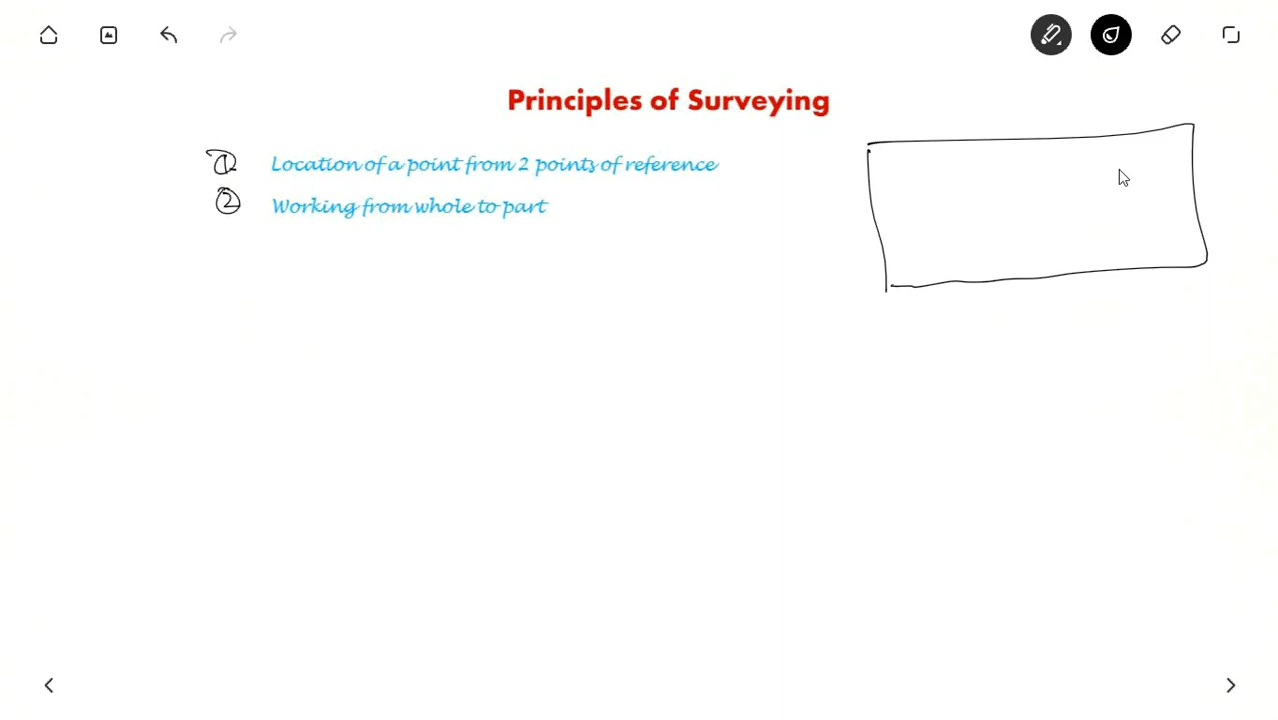 Principles of Surveying
① Location of a point from 2 points of reference
② Working from whole to part